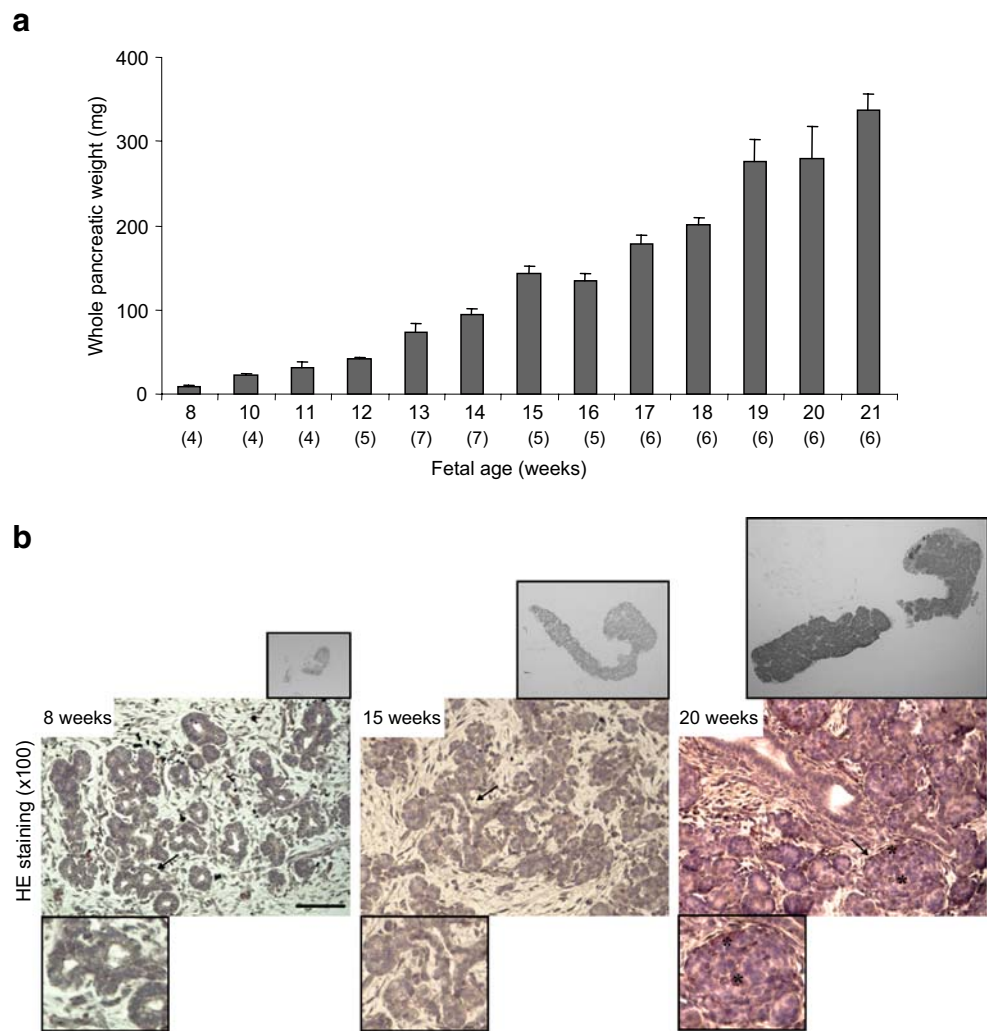 a
Whole pancreatic weight (mg)
400
300
200
100
0
8 10 11 12 13 14 15 16 17 18 19 20 21
(4) (4) (4) (5) (7) (7) (5) (5) (6) (6) (6) (6) (6)
Fetal age (weeks)
b
HE staining (x100)
8 weeks
15 weeks
20 weeks
*
*
*
*